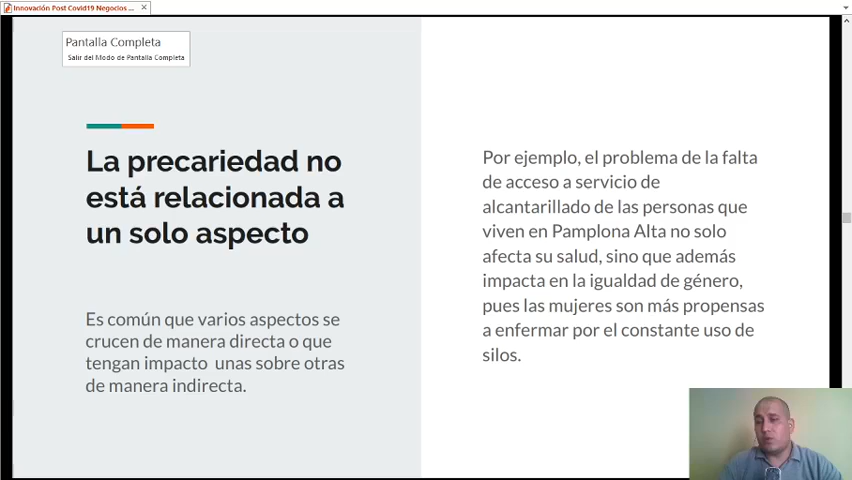 Innovación Post Covid19 Negocios ...
Pantalla Completa
Salir del Modo de Pantalla Completa
La precariedad no
está relacionada a
un solo aspecto
Es común que varios aspectos se
crucen de manera directa o que
tengan impacto  unas sobre otras
de manera indirecta.
Por ejemplo, el problema de la falta
de acceso a servicio de
alcantarillado de las personas que
viven en Pamplona Alta no solo
afecta su salud, sino que además
impacta en la igualdad de género,
pues las mujeres son más propensas
a enfermar por el constante uso de
silos.